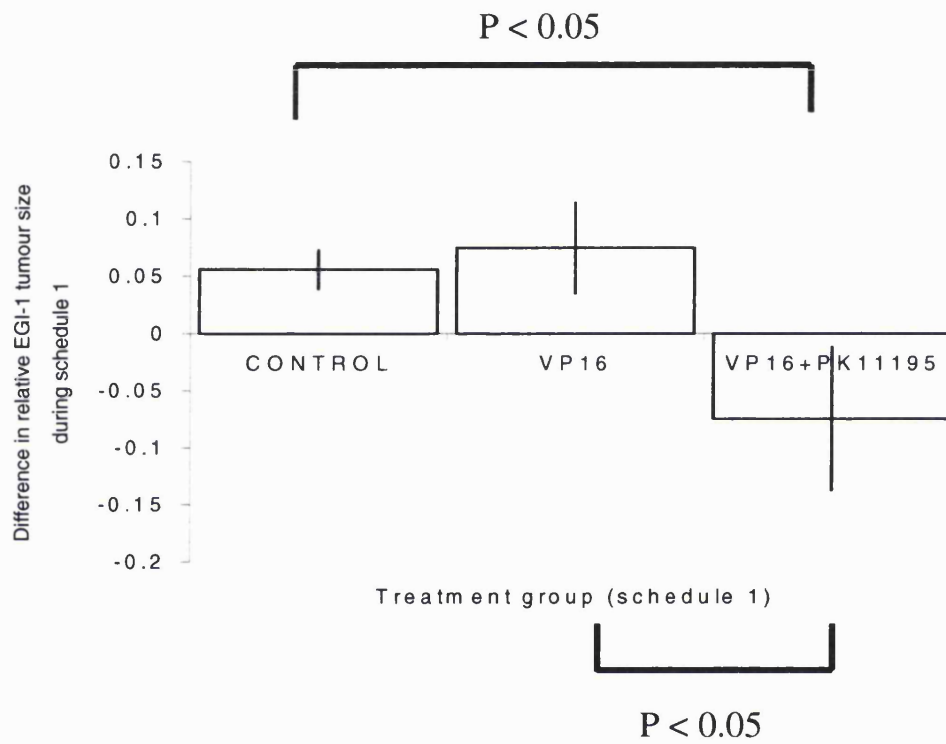 P < 0.05
Difference in relative EGI-1 tumour size
during schedule 1
0.15
0.1
0.05
0
-0.05
-0.1
-0.15
-0.2
CONTROL
VP16
VP16+PK11195
Treatment group (schedule 1)
P < 0.05